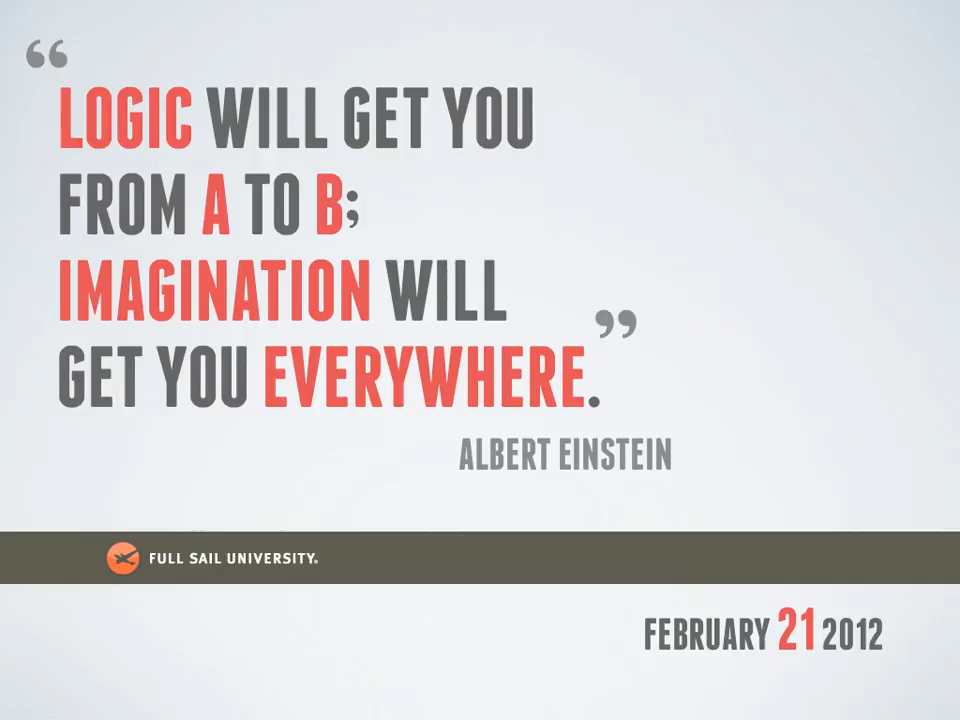 “LOGIC WILL GET YOU
FROM A TO B;
IMAGINATION WILL
GET YOU EVERYWHERE.”
ALBERT EINSTEIN
FULL SAIL UNIVERSITY.
FEBRUARY 21 2012